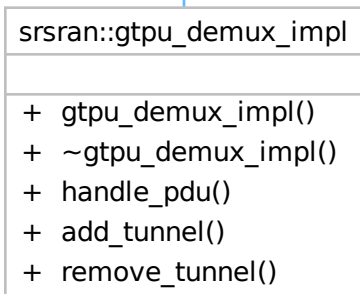 srsran::gtpu_demux_impl
+ gtpu_demux_impl()
+ ~gtpu_demux_impl()
+ handle_pdu()
+ add_tunnel()
+ remove_tunnel()